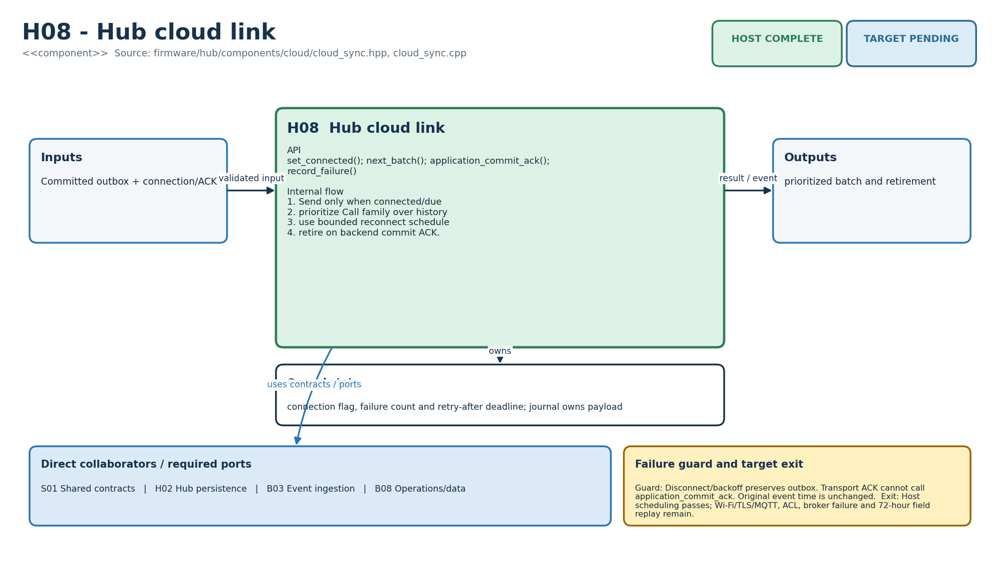 H08 - Hub cloud link
<<component>>  Source: firmware/hub/components/cloud/cloud_sync.hpp, cloud_sync.cpp
HOST COMPLETE
TARGET PENDING
Inputs
Committed outbox + connection/ACK
validated input
H08  Hub cloud link
API
set_connected(); next_batch(); application_commit_ack();
record_failure()
Internal flow
1. Send only when connected/due
2. prioritize Call family over history
3. use bounded reconnect schedule
4. retire on backend commit ACK.
result / event
Outputs
prioritized batch and retirement
owns
uses contracts / ports
connection flag, failure count and retry-after deadline; journal owns payload
Direct collaborators / required ports
S01 Shared contracts   |   H02 Hub persistence   |   B03 Event ingestion   |   B08 Operations/data
Failure guard and target exit
Guard: Disconnect/backoff preserves outbox. Transport ACK cannot call
application_commit_ack. Original event time is unchanged.  Exit: Host
scheduling passes; Wi-Fi/TLS/MQTT, ACL, broker failure and 72-hour field
replay remain.